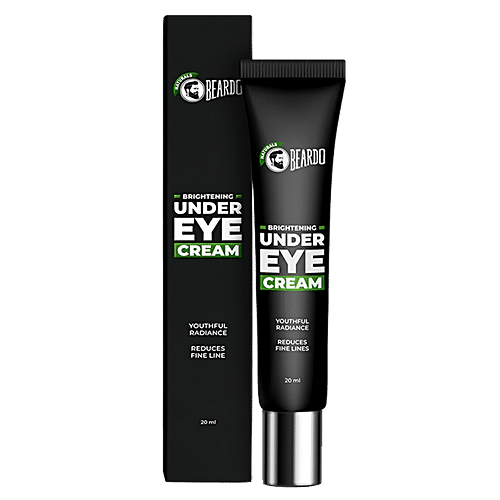 NATURALS
BEARDO
BRIGHTENING
UNDER
EYE
CREAM
YOUTHFUL
RADIANCE
REDUCES
FINE LINE
20 ml
NATURALS
BEARDO
BRIGHTENING
UNDER
EYE
CREAM
YOUTHFUL
RADIANCE
REDUCES
FINE LINES
20 ml